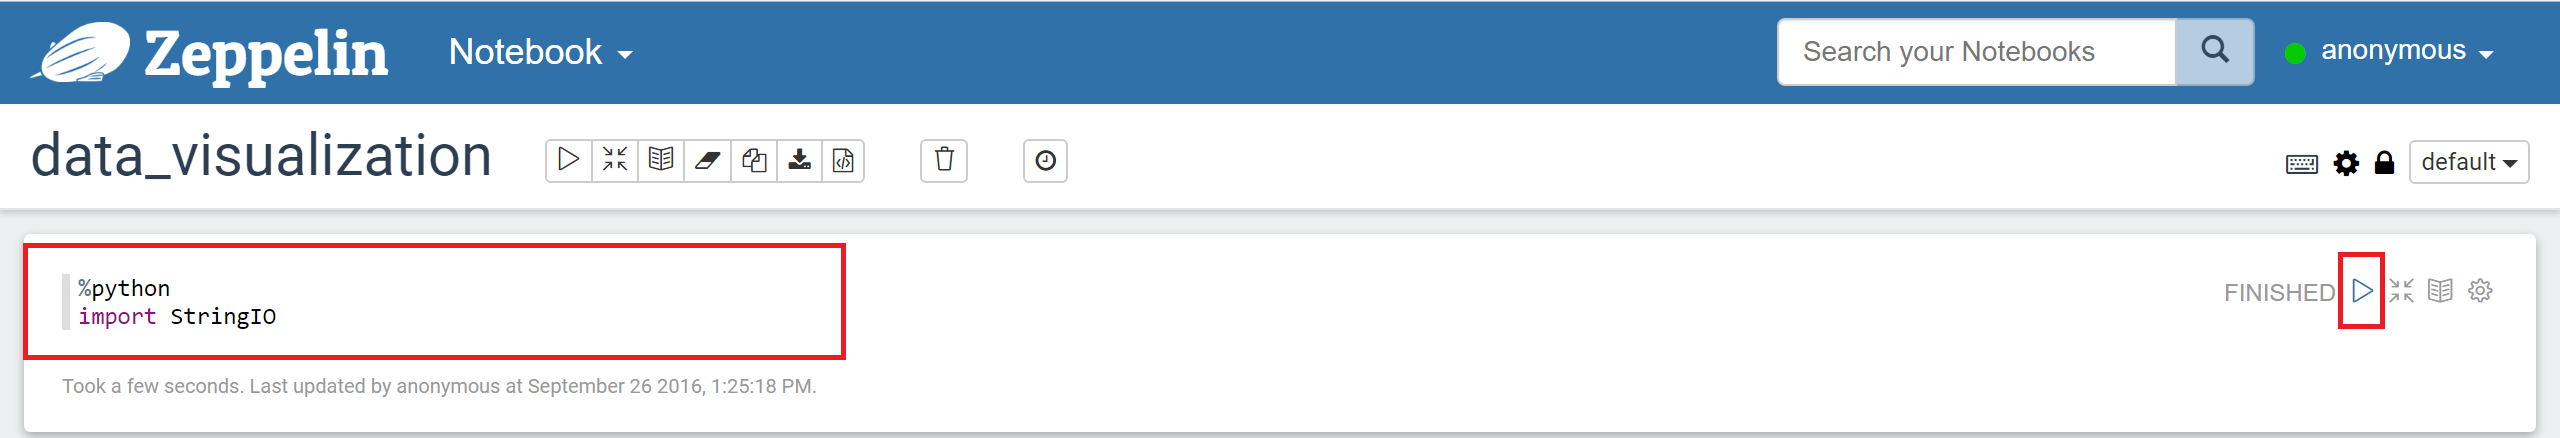 Zeppelin Notebook Search your Notebooks anonymous
data_visualization default
%python
import StringIO
FINISHED
Took a few seconds. Last updated by anonymous at September 26 2016, 1:25:18 PM.